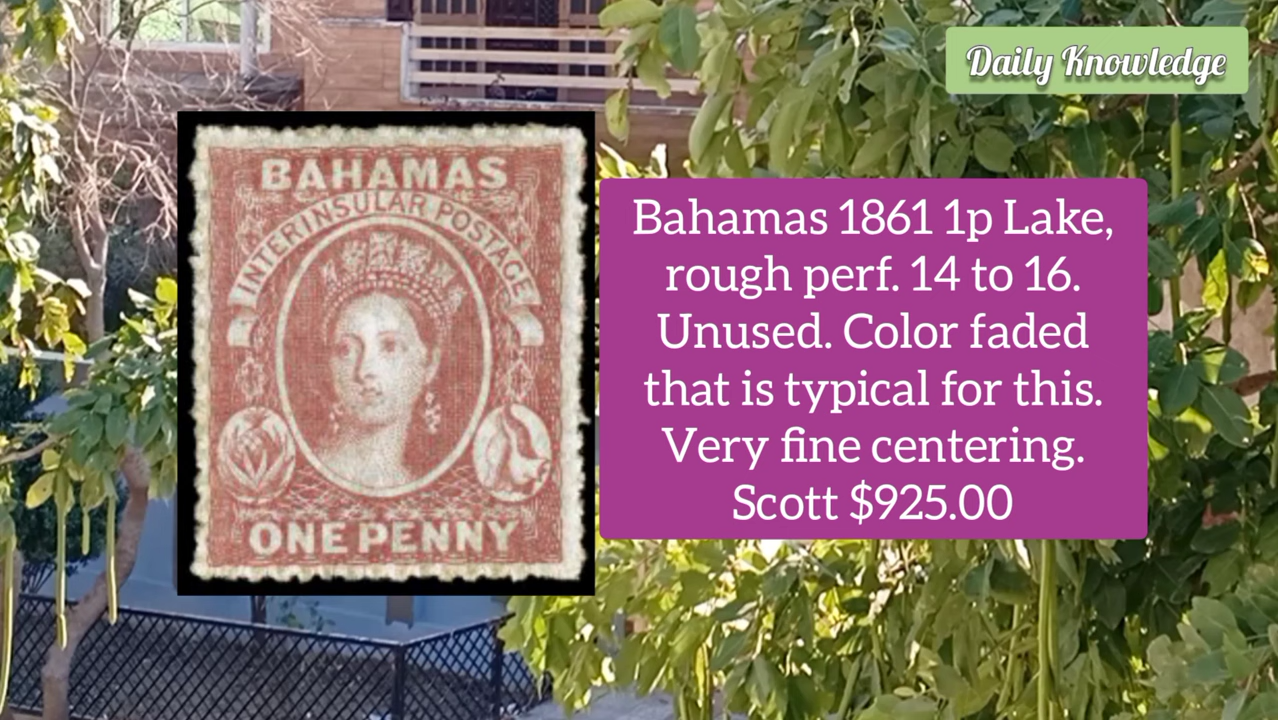 Daily Knowledge
BAHAMAS
INTERINSULAR POSTAGE
ONE PENNY
Bahamas 1861 1p Lake,
rough perf. 14 to 16.
Unused. Color faded
that is typical for this.
Very fine centering.
Scott $925.00